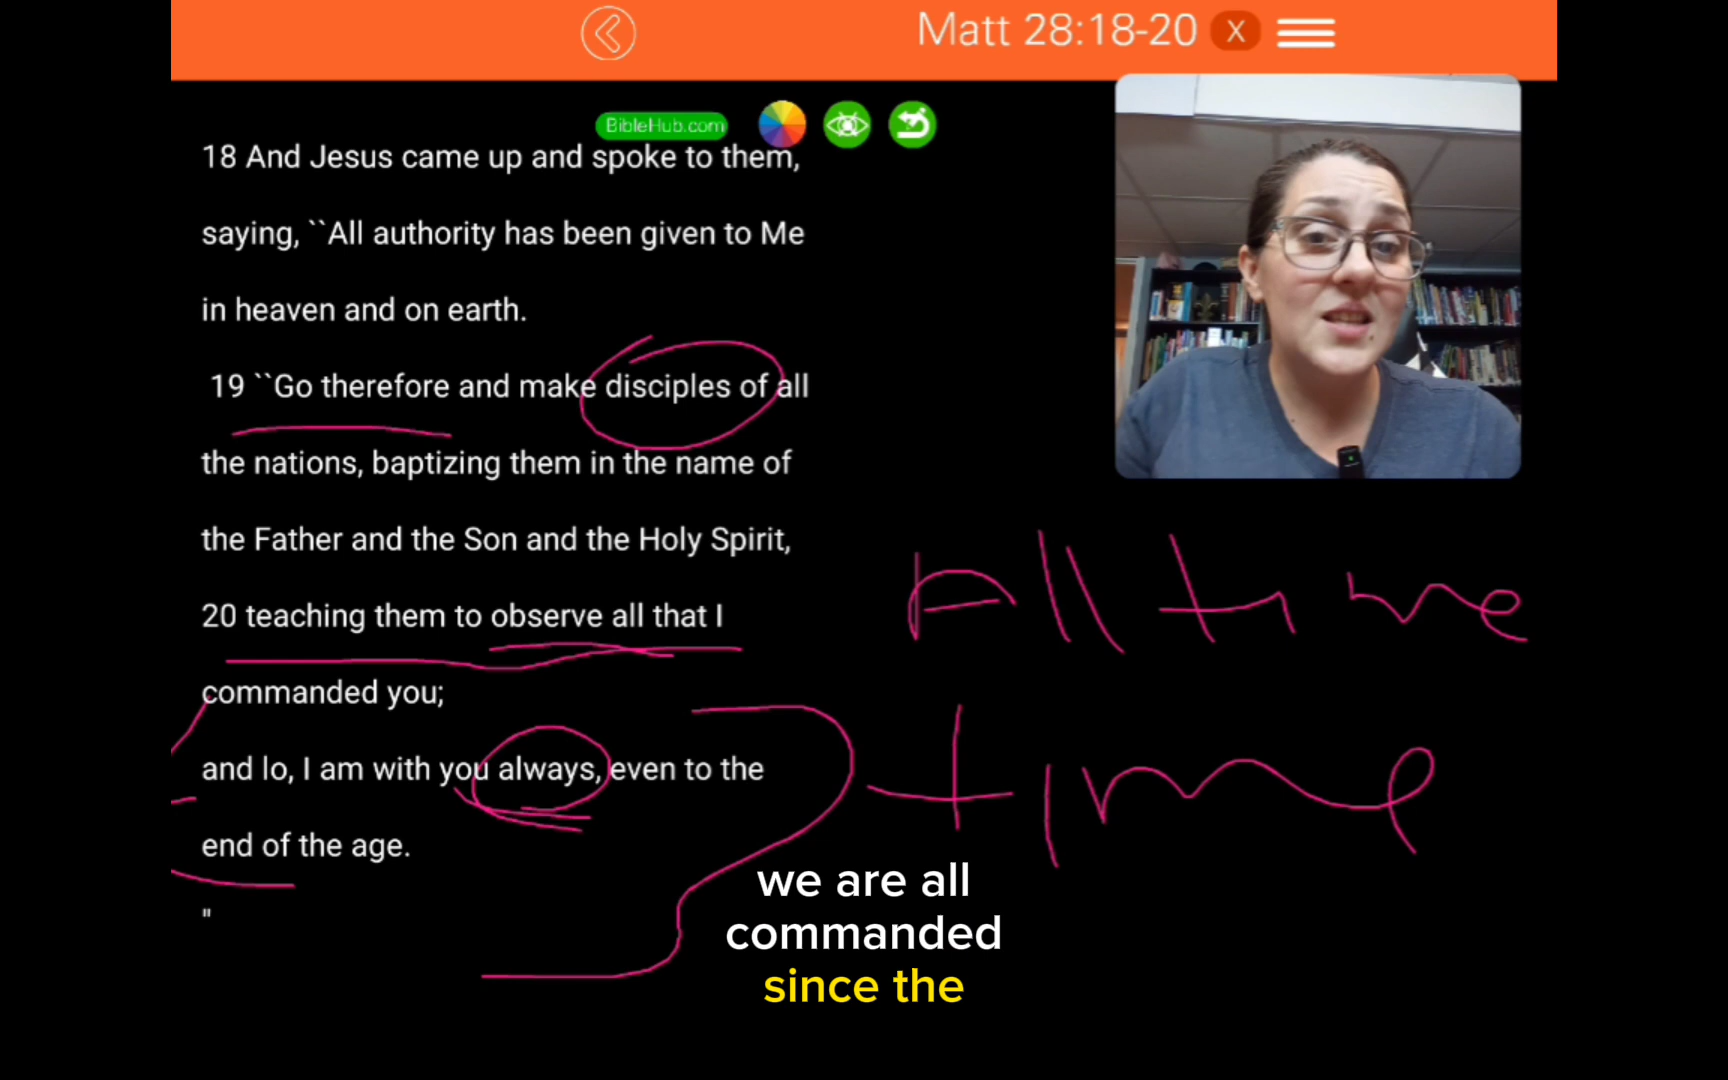 Matt 28:18-20 X
BibleHub.com
18 And Jesus came up and spoke to them,
saying, ``All authority has been given to Me
in heaven and on earth.
19 ``Go therefore and make disciples of all
the nations, baptizing them in the name of
the Father and the Son and the Holy Spirit,
20 teaching them to observe all that I
commanded you;
and lo, I am with you always, even to the
end of the age.
"
All time
time
we are all
commanded
since the